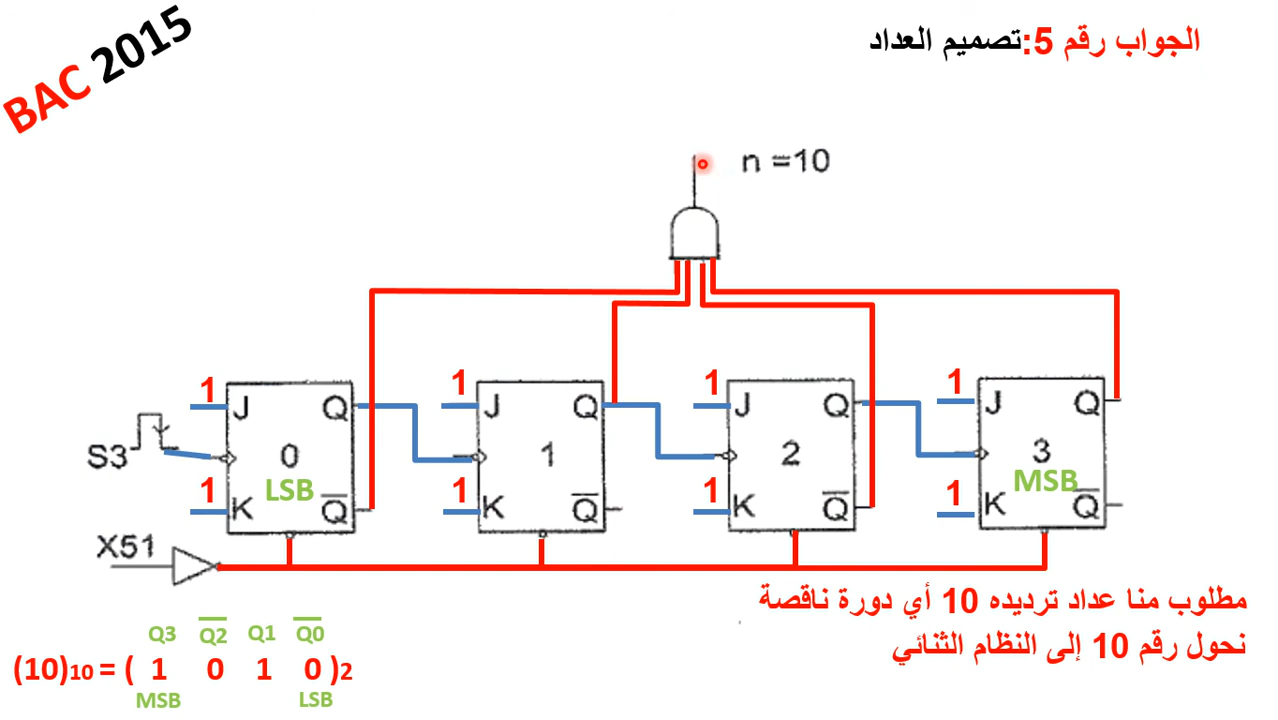 BAC 2015
الجواب رقم 5:تصميم العداد
n =10
1 1 1 1
J Q J Q J Q J Q
S3
0 1 2 3
LSB MSB
1 1 1 1
K Q̅ K Q̅ K Q̅ K Q̅
X51
مطلوب منا عداد ترديده 10 أي دورة ناقصة
نحول رقم 10 إلى النظام الثنائي
Q3 Q̅2̅ Q1 Q̅0̅
(10)10 = ( 1 0 1 0 )2
MSB LSB